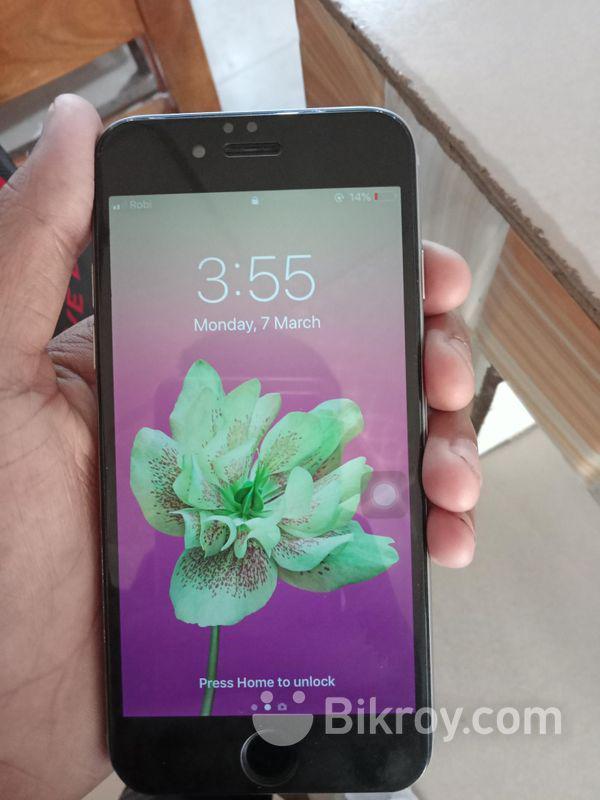 Robi
14%
3:55
Monday, 7 March
Press Home to unlock
Bikroy.com